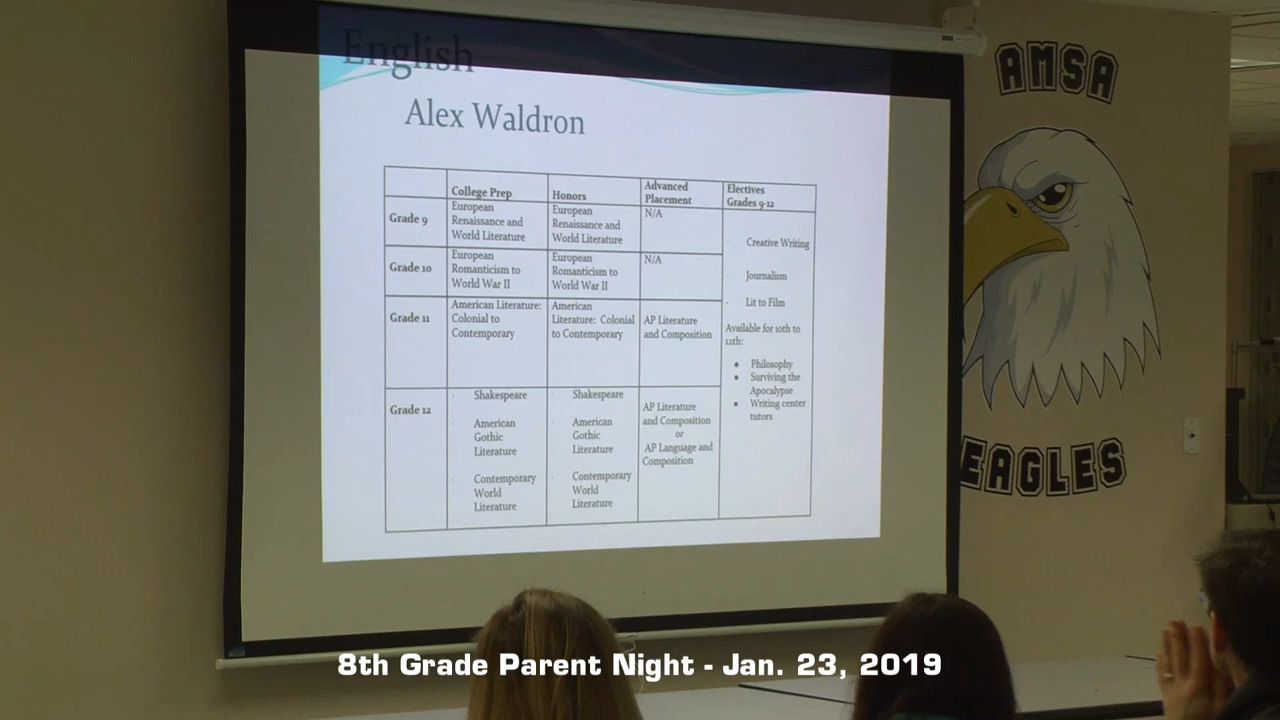 English
Alex Waldron
College Prep
Honors
Advanced
Placement
Electives
Grades 9-12
Grade 9
European
Renaissance and
World Literature
European
Renaissance and
World Literature
N/A
Grade 10
European
Romanticism to
World War II
European
Romanticism to
World War II
N/A
Grade 11
American Literature:
Colonial to
Contemporary
American
Literature: Colonial
to Contemporary
AP Literature
and Composition
Grade 12
Shakespeare
American
Gothic
Literature
Contemporary
World
Literature
Shakespeare
American
Gothic
Literature
Contemporary
World
Literature
AP Literature
and Composition
or
AP Language and
Composition
Creative Writing
Journalism
Lit to Film
Available for 10th to
12th:
• Philosophy
• Surviving the
Apocalypse
• Writing center
tutors
AMSA
EAGLES
8th Grade Parent Night - Jan. 23, 2019